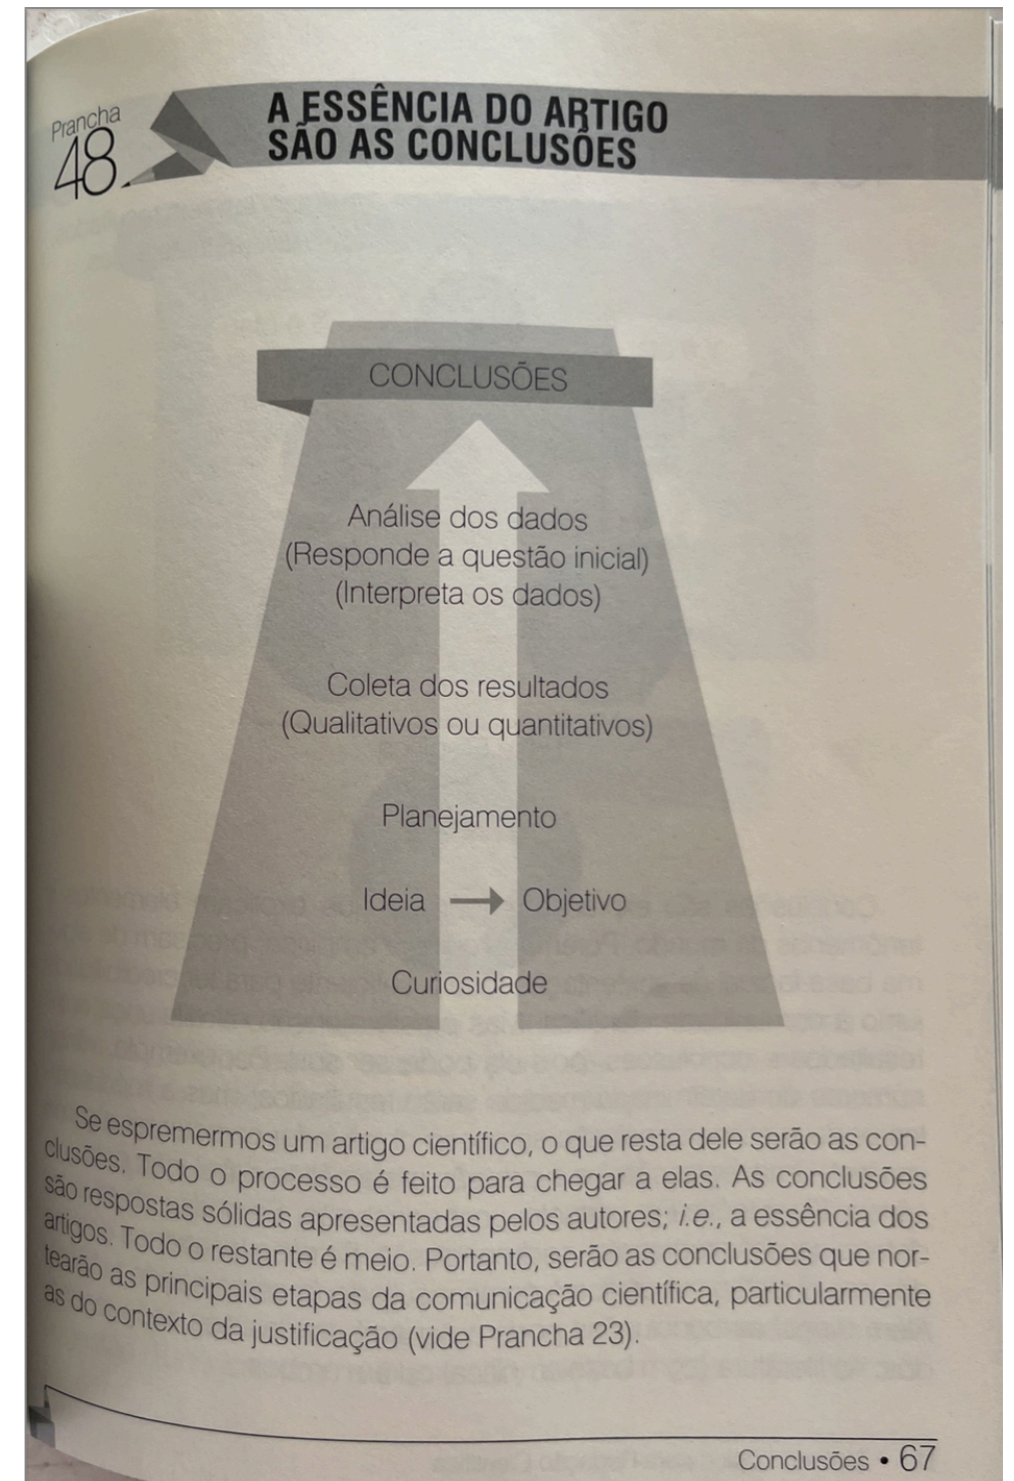 Prancha
48
A ESSÊNCIA DO ARTIGO
SÃO AS CONCLUSÕES
CONCLUSÕES
Análise dos dados
(Responde a questão inicial)
(Interpreta os dados)
Coleta dos resultados
(Qualitativos ou quantitativos)
Planejamento
Ideia → Objetivo
Curiosidade
Se espremermos um artigo científico, o que resta dele serão as con-
clusões. Todo o processo é feito para chegar a elas. As conclusões
são respostas sólidas apresentadas pelos autores; i.e., a essência dos
artigos. Todo o restante é meio. Portanto, serão as conclusões que nor-
tearão as principais etapas da comunicação científica, particularmente
as do contexto da justificação (vide Prancha 23).
Conclusões • 67